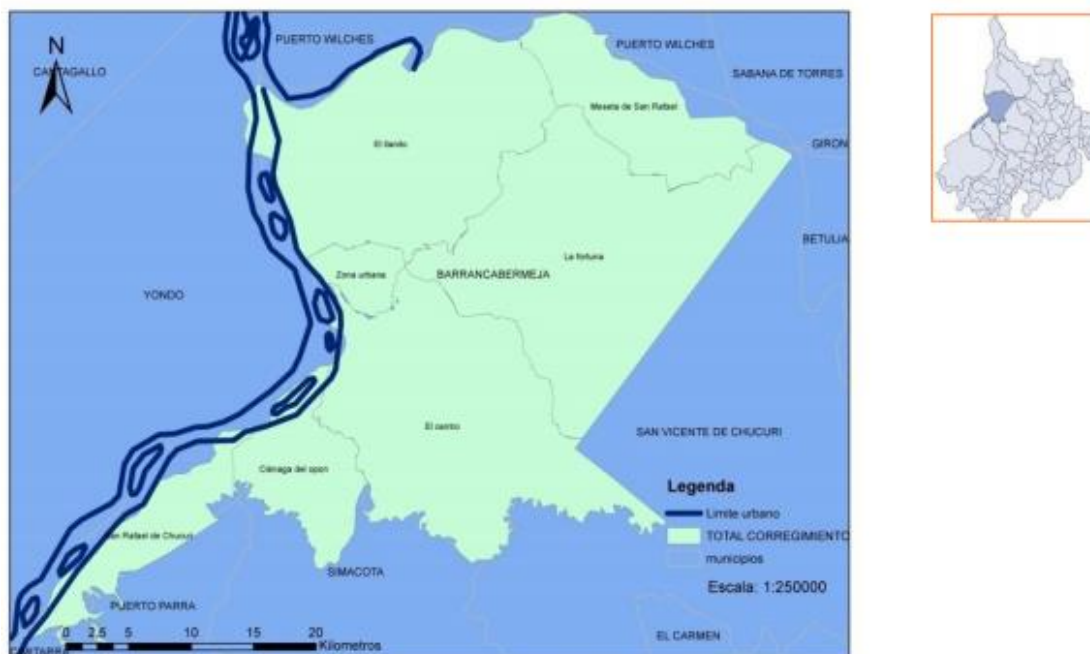 PUERTO WILCHES
PUERTO WILCHES
N
CANTAGALLO
SABANA DE TORRES
Meseta de San Rafael
GIRON
El llanito
BETULIA
La fortuna
Zona urbana
BARRANCABERMEJA
YONDO
El centro
SAN VICENTE DE CHUCURI
Ciénaga del opon
Legenda
Limite urbano
San Rafael de Chucuri
TOTAL CORREGIMIENTO
municipios
SIMACOTA
Escala: 1:250000
PUERTO PARRA
0 2.5 5 10 15 20
Kilometros
EL CARMEN